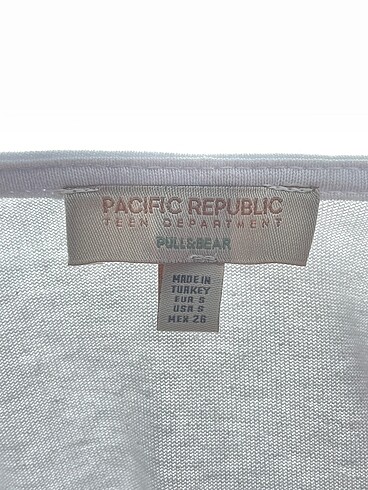 PACIFIC REPUBLIC
TEEN DEPARTMENT
PULL&BEAR
MADE IN
TURKEY
EUR S
USA S
MEX 26